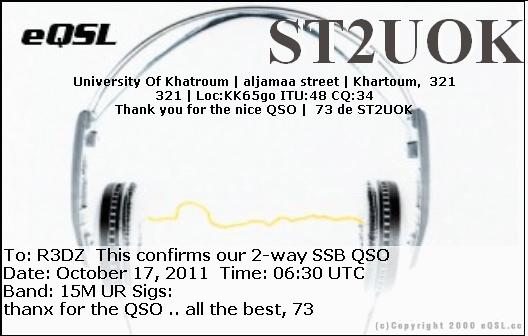 eQSL
ST2UOK
University Of Khatroum | aljamaa street | Khartoum, 321
321 | Loc:KK65go ITU:48 CQ:34
Thank you for the nice QSO | 73 de ST2UOK
To: R3DZ This confirms our 2-way SSB QSO
Date: October 17, 2011 Time: 06:30 UTC
Band: 15M UR Sigs:
thanx for the QSO .. all the best, 73
(c)Copyright 2000 eQSL.cc